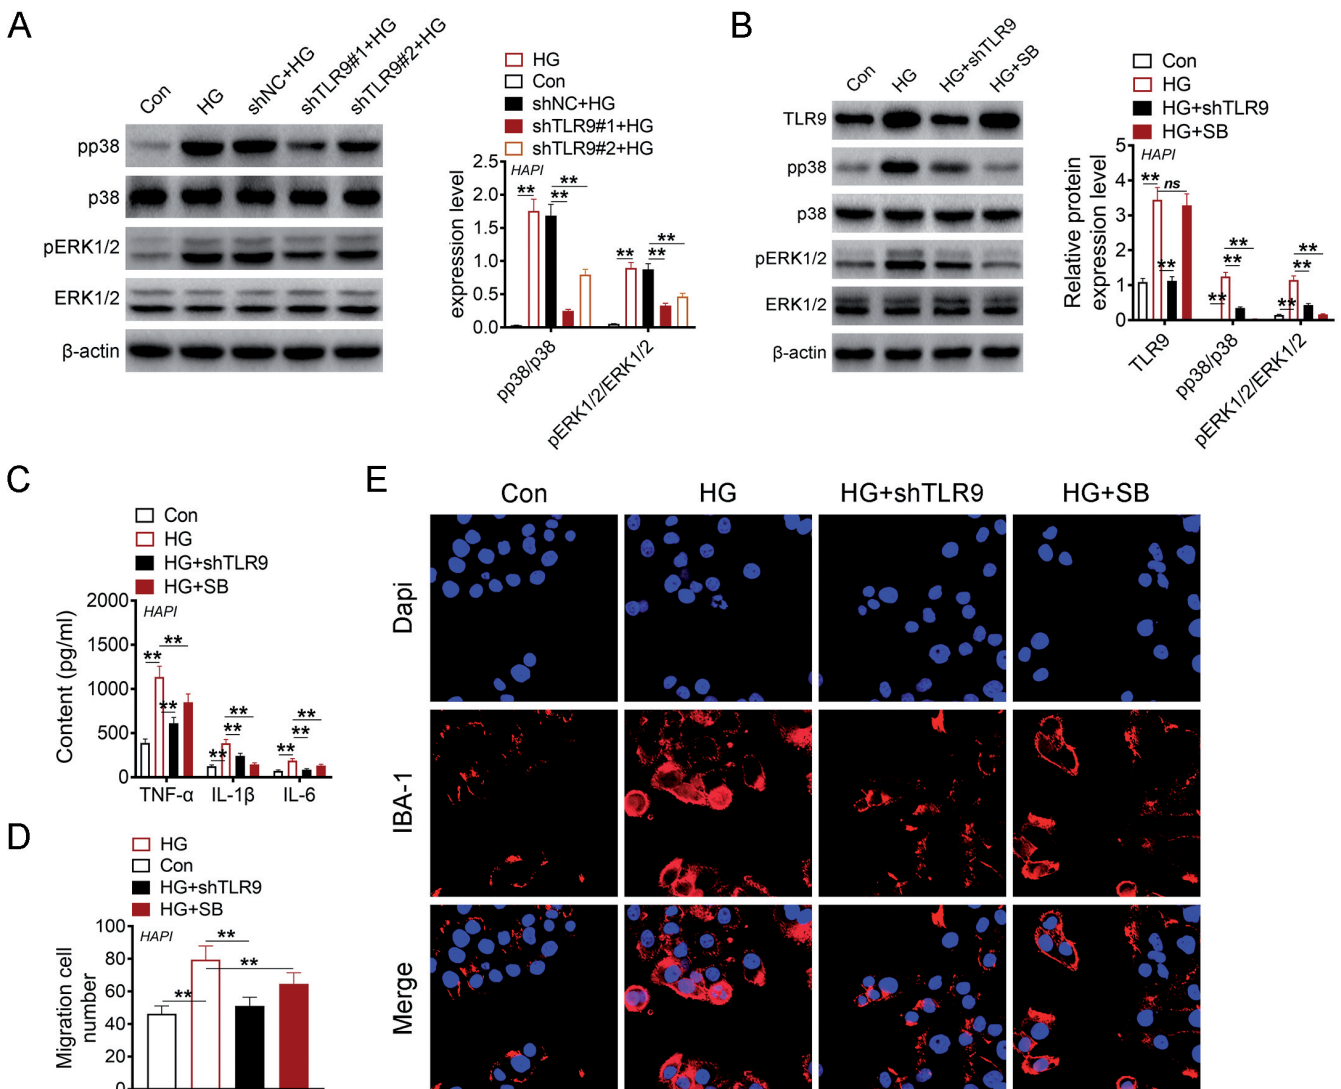 A
Con
HG
shNC+HG
shTLR9#1+HG
shTLR9#2+HG
pp38
p38
pERK1/2
ERK1/2
β-actin
HG
Con
shNC+HG
shTLR9#1+HG
shTLR9#2+HG
expression level
2.5
2.0
1.5
1.0
0.5
0.0
HAPI
**
**
**
**
**
**
pp38/p38
pERK1/2/ERK1/2
B
Con
HG
HG+shTLR9
HG+SB
TLR9
pp38
p38
pERK1/2
ERK1/2
β-actin
Con
HG
HG+shTLR9
HG+SB
Relative protein
expression level
5
4
3
2
1
0
HAPI
**
ns
**
**
**
**
**
**
**
TLR9
pp38/p38
pERK1/2/ERK1/2
C
Con
HG
HG+shTLR9
HG+SB
Content (pg/ml)
2000
1500
1000
500
0
HAPI
**
**
**
**
**
**
**
**
**
TNF-α
IL-1β
IL-6
D
HG
Con
HG+shTLR9
HG+SB
Migration cell
number
100
80
60
40
20
0
HAPI
**
**
**
E
Con
HG
HG+shTLR9
HG+SB
Dapi
IBA-1
Merge